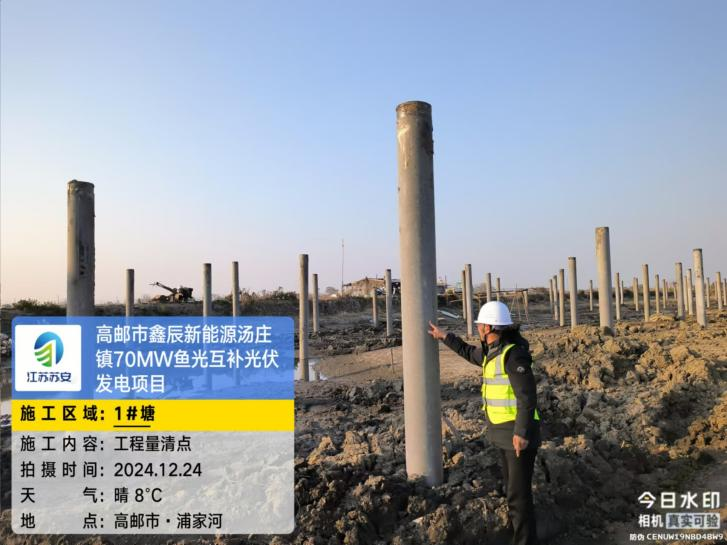 江苏苏安
高邮市鑫辰新能源汤庄
镇70MW鱼光互补光伏
发电项目
施工区域：1#塘
施工内容：工程量清点
拍摄时间：2024.12.24
天气：晴 8℃
地点：高邮市·浦家河
今日水印
相机 真实可验
防伪 CENUW19NBD4BW9